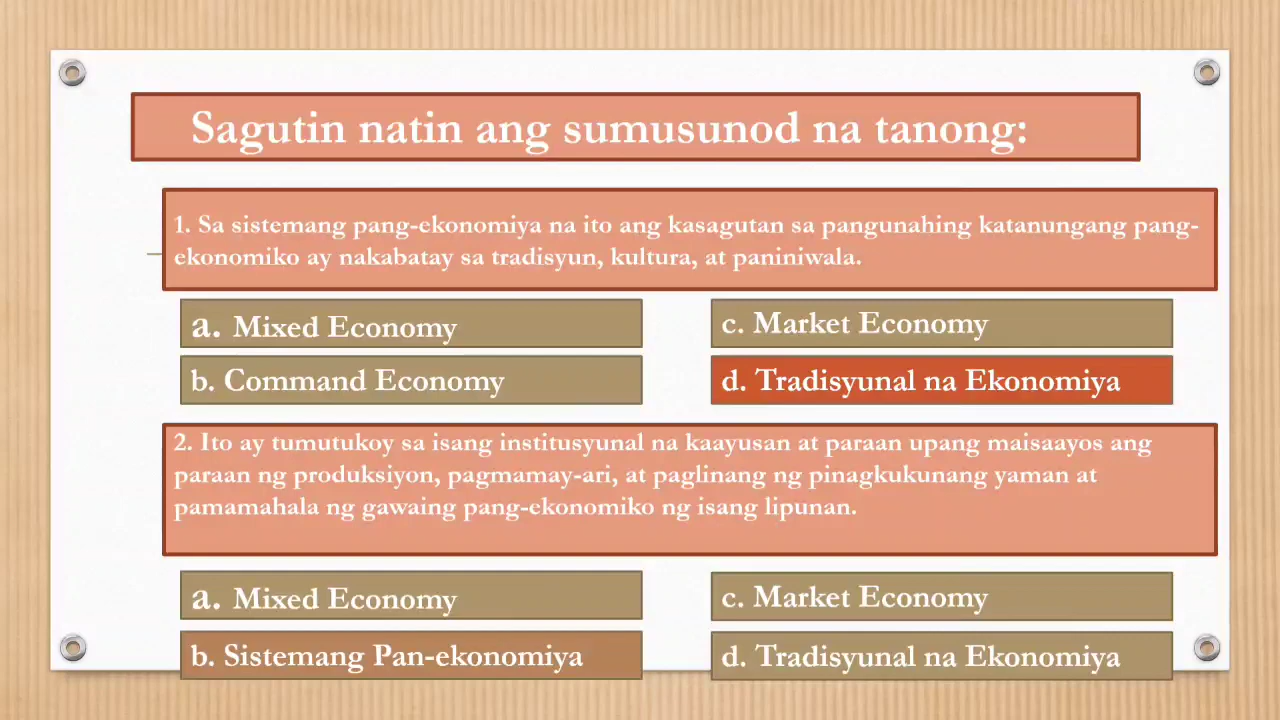 Sagutin natin ang sumusunod na tanong:
1. Sa sistemang pang-ekonomiya na ito ang kasagutan sa pangunahing katanungang pang-
ekonomiko ay nakabatay sa tradisyun, kultura, at paniniwala.
a. Mixed Economy
c. Market Economy
b. Command Economy
d. Tradisyunal na Ekonomiya
2. Ito ay tumutukoy sa isang institusyunal na kaayusan at paraan upang maisaayos ang
paraan ng produksiyon, pagmamay-ari, at paglinang ng pinagkukunang yaman at
pamamahala ng gawaing pang-ekonomiko ng isang lipunan.
a. Mixed Economy
c. Market Economy
b. Sistemang Pan-ekonomiya
d. Tradisyunal na Ekonomiya